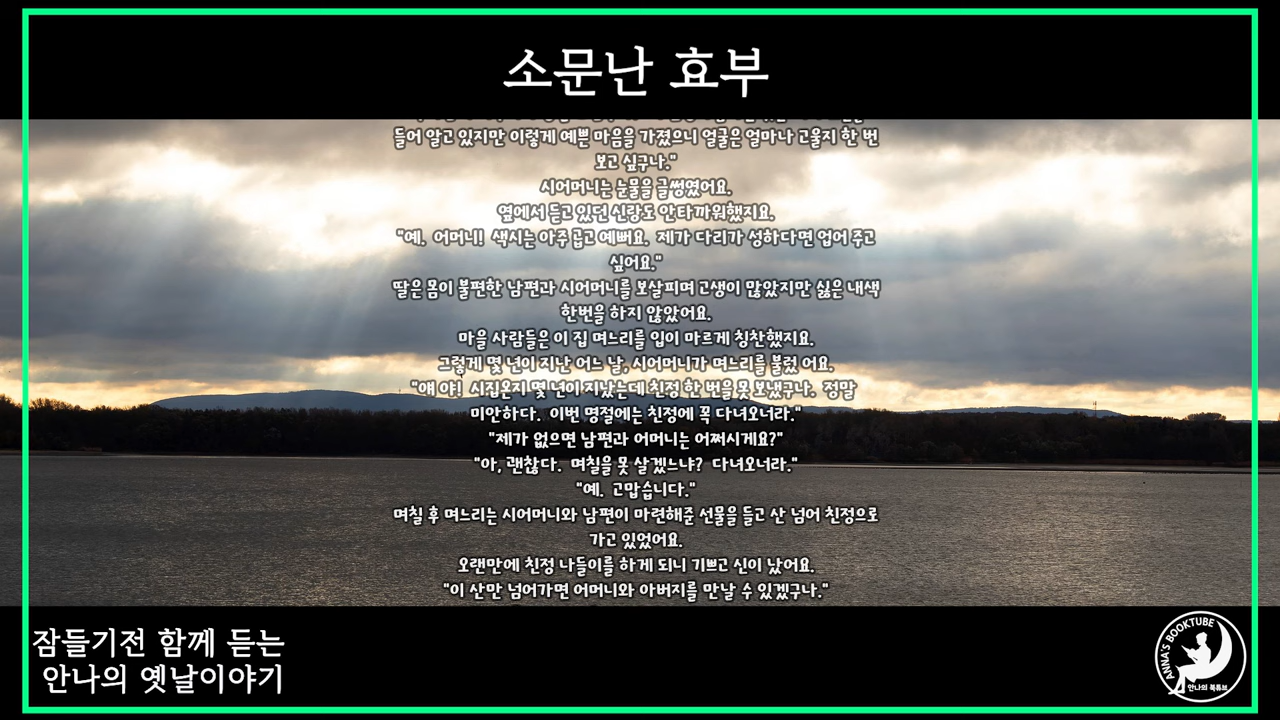 소문난 효부
들어 알고 있지만 이렇게 예쁜 마음을 가졌으니 얼굴은 얼마나 고울지 한 번
보고 싶구나."
시어머니는 눈물을 글썽였어요.
옆에서 듣고 있던 신랑도 안타까워했지요.
"예. 어머니! 색시는 아주 곱고 예뻐요. 제가 다리가 성하다면 업어 주고
싶어요."
딸은 몸이 불편한 남편과 시어머니를 보살피며 고생이 많았지만 싫은 내색
한번을 하지 않았어요.
마을 사람들은 이 집 며느리를 입이 마르게 칭찬했지요.
그렇게 몇 년이 지난 어느 날, 시어머니가 며느리를 불렀 어요.
"얘 야! 시집온지 몇 년이 지났는데 친정 한 번을 못 보냈구나. 정말
미안하다. 이번 명절에는 친정에 꼭 다녀오너라."
"제가 없으면 남편과 어머니는 어쩌시게요?"
"아, 괜찮다. 며칠을 못 살겠느냐? 다녀오너라."
"예. 고맙습니다."
며칠 후 며느리는 시어머니와 남편이 마련해준 선물을 들고 산 넘어 친정으로
가고 있었어요.
오랜만에 친정 나들이를 하게 되니 기쁘고 신이 났어요.
"이 산만 넘어가면 어머니와 아버지를 만날 수 있겠구나."
잠들기전 함께 듣는
안나의 옛날이야기
ANNA'S BOOKTUBE
안나의 북튜브